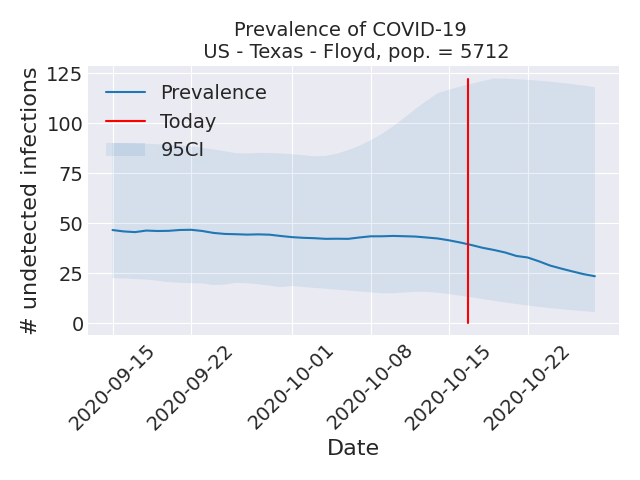 Prevalence of COVID-19
US - Texas - Floyd, pop. = 5712
# undetected infections
125
100
75
50
25
0
Prevalence
Today
95CI
2020-09-15
2020-09-22
2020-10-01
2020-10-08
2020-10-15
2020-10-22
Date